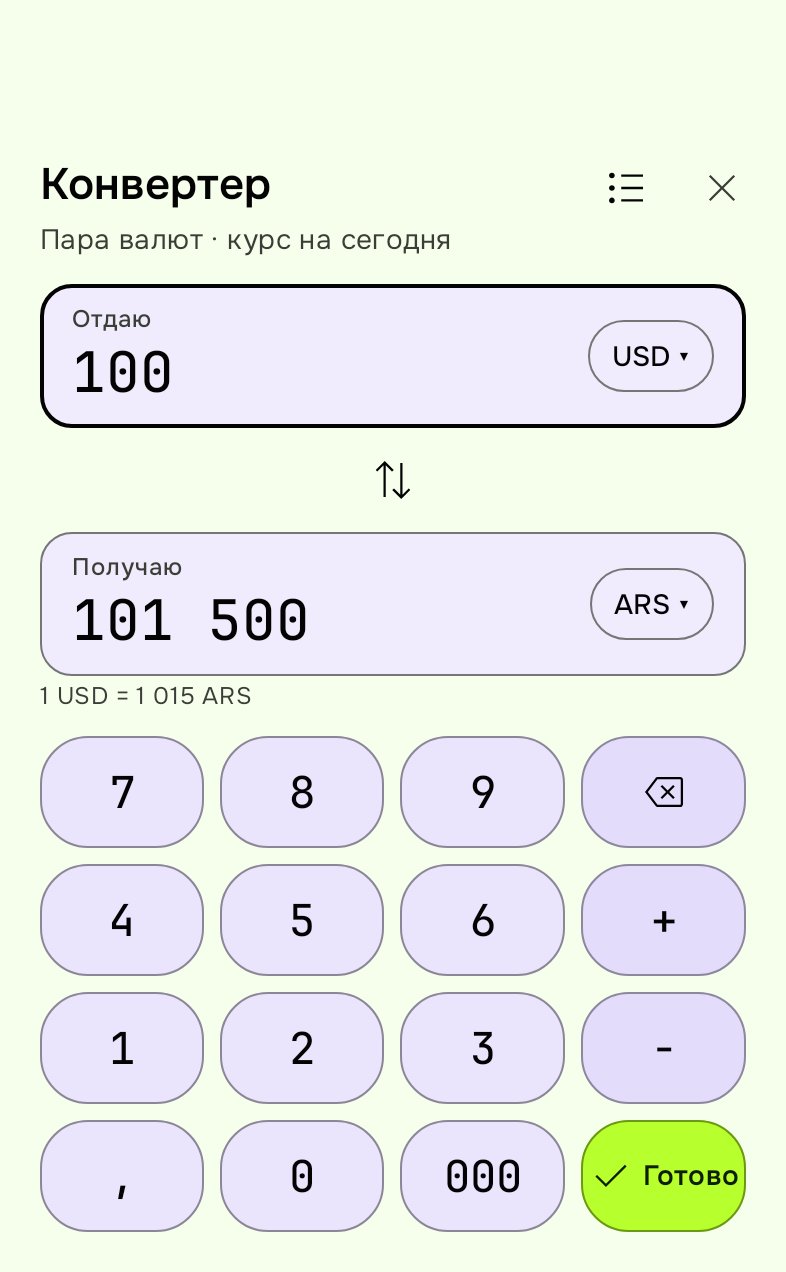 Конвертер
Пара валют · курс на сегодня
Отдаю
100
USD ▾
Получаю
101 500
ARS ▾
1 USD = 1 015 ARS
7 8 9
4 5 6 +
1 2 3 -
, 0 000 Готово